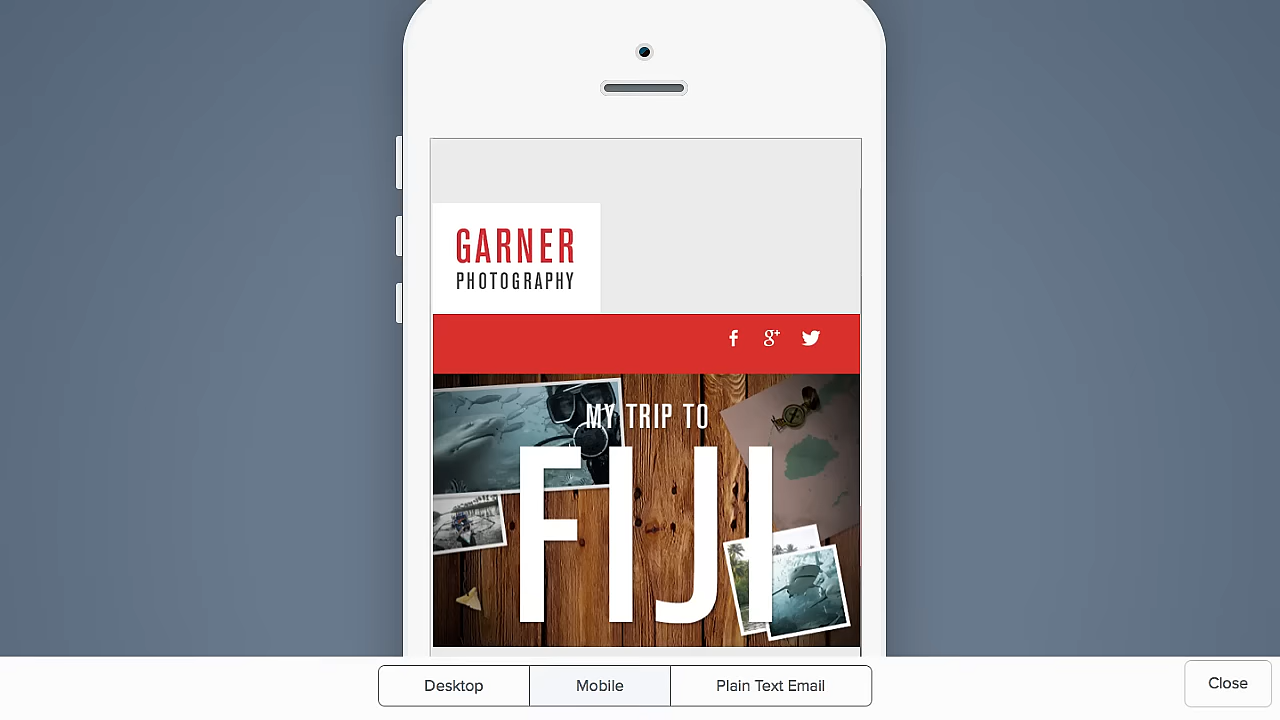 GARNER
PHOTOGRAPHY
MY TRIP TO
FIJI
Desktop
Mobile
Plain Text Email
Close